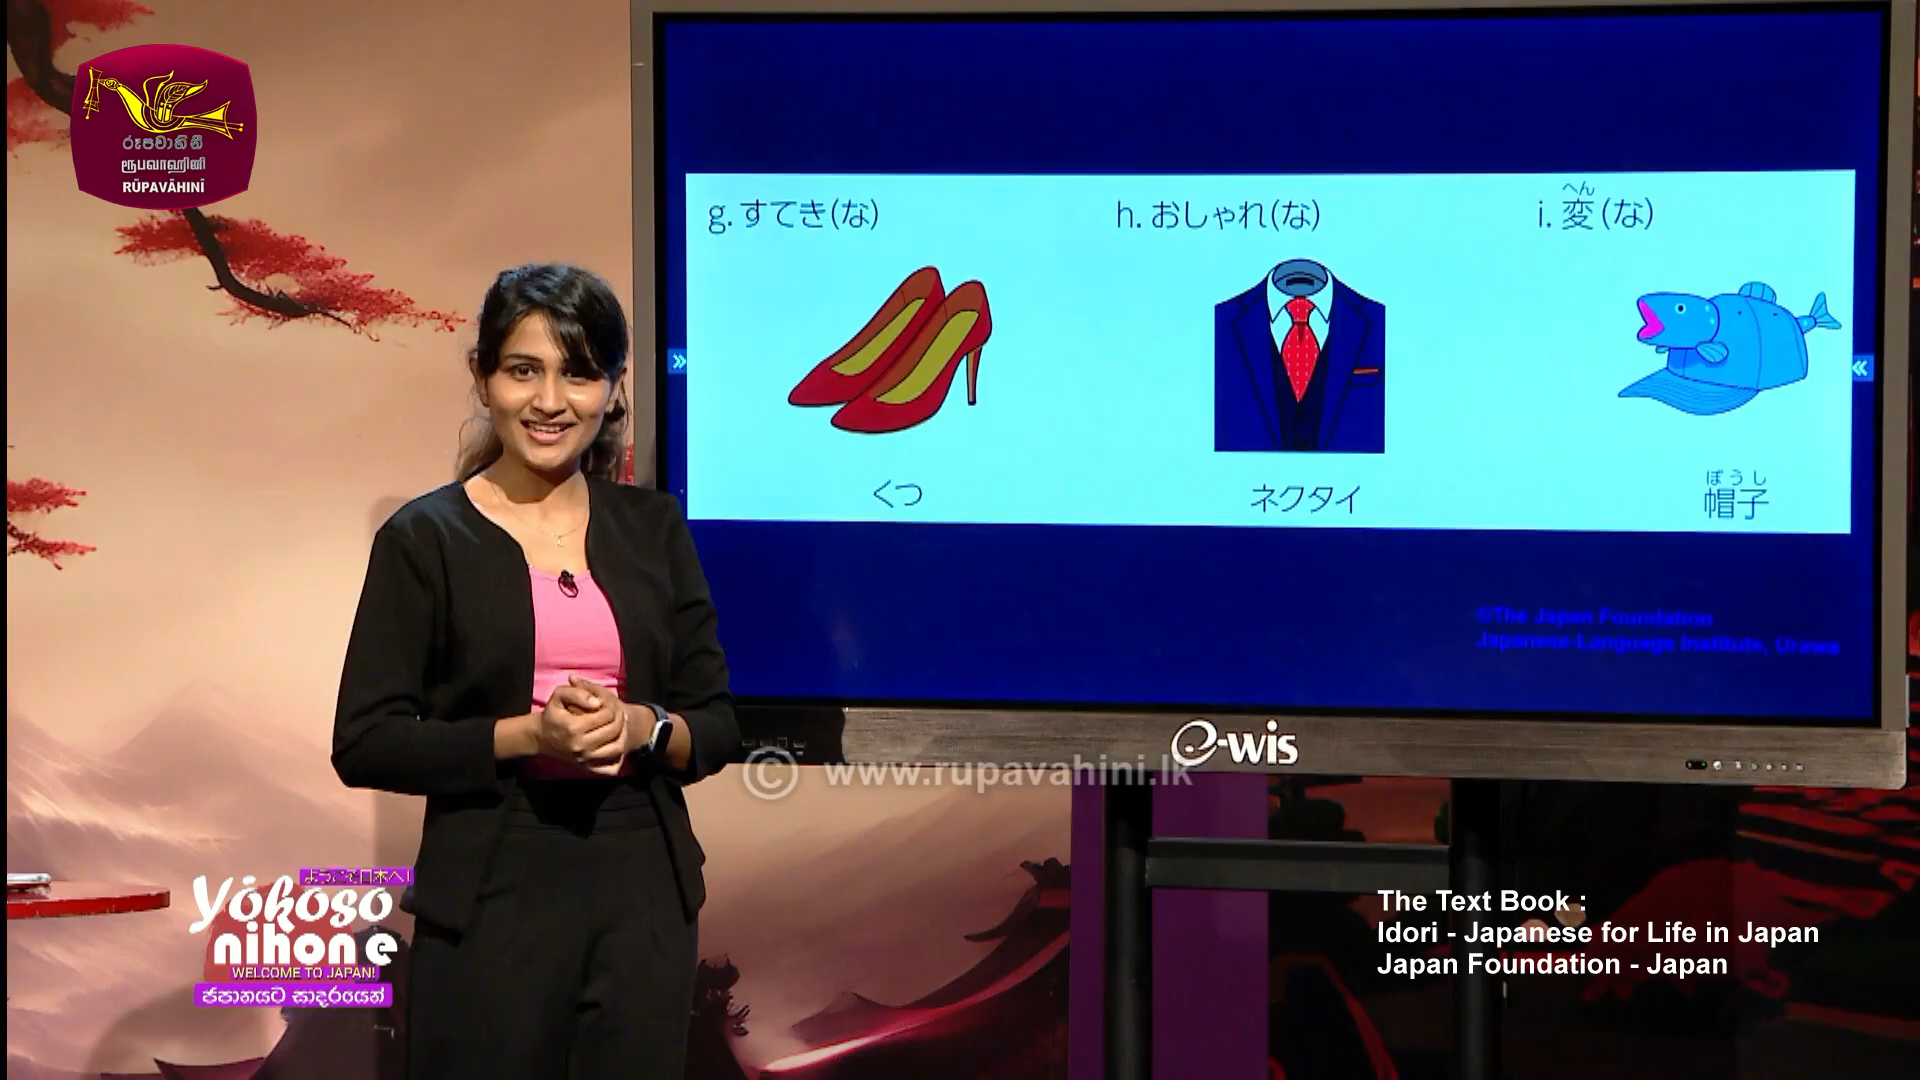 රූපවාහිනී
ரூபவாஹினி
RŪPAVĀHINĪ
g. すてき(な)
h. おしゃれ(な)
へん
i. 変(な)
くつ
ネクタイ
ぼうし
帽子
©The Japan Foundation
Japanese-Language Institute, Urawa
e-wis
© www.rupavahini.lk
ようこそ日本へ!
yokoso
nihon e
WELCOME TO JAPAN!
ජපානයට සාදරයෙන්
The Text Book :
Idori - Japanese for Life in Japan
Japan Foundation - Japan